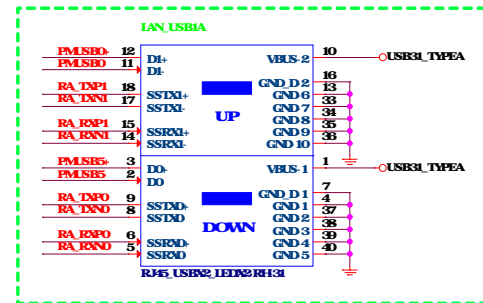 LAN_USB1A
PMUSB0+ 12 D1+ VBUS-2 10 USB31_TYPEA
PMUSB0 11 D1-
GND_D2 16
RA_TXP1 18 SSTX1+ GND6 13
RA_TXN1 17 SSTX1- GND7 33
GND8 34
UP
RA_RXP1 15 SSRX1+ GND9 35
RA_RXN1 14 SSRX1- GND10 36
PMUSB5+ 3 D0+ VBUS-1 1 USB31_TYPEA
PMUSB5 2 D0
GND_D1 7
RA_TXP0 9 SSTX0+ GND1 4
RA_TXN0 8 SSTX0 GND2 37
GND3 38
DOWN
RA_RXP0 6 SSRX0+ GND4 39
RA_RXN0 5 SSRX0- GND5 40
RJ45_USBX2_LEDX2RH31